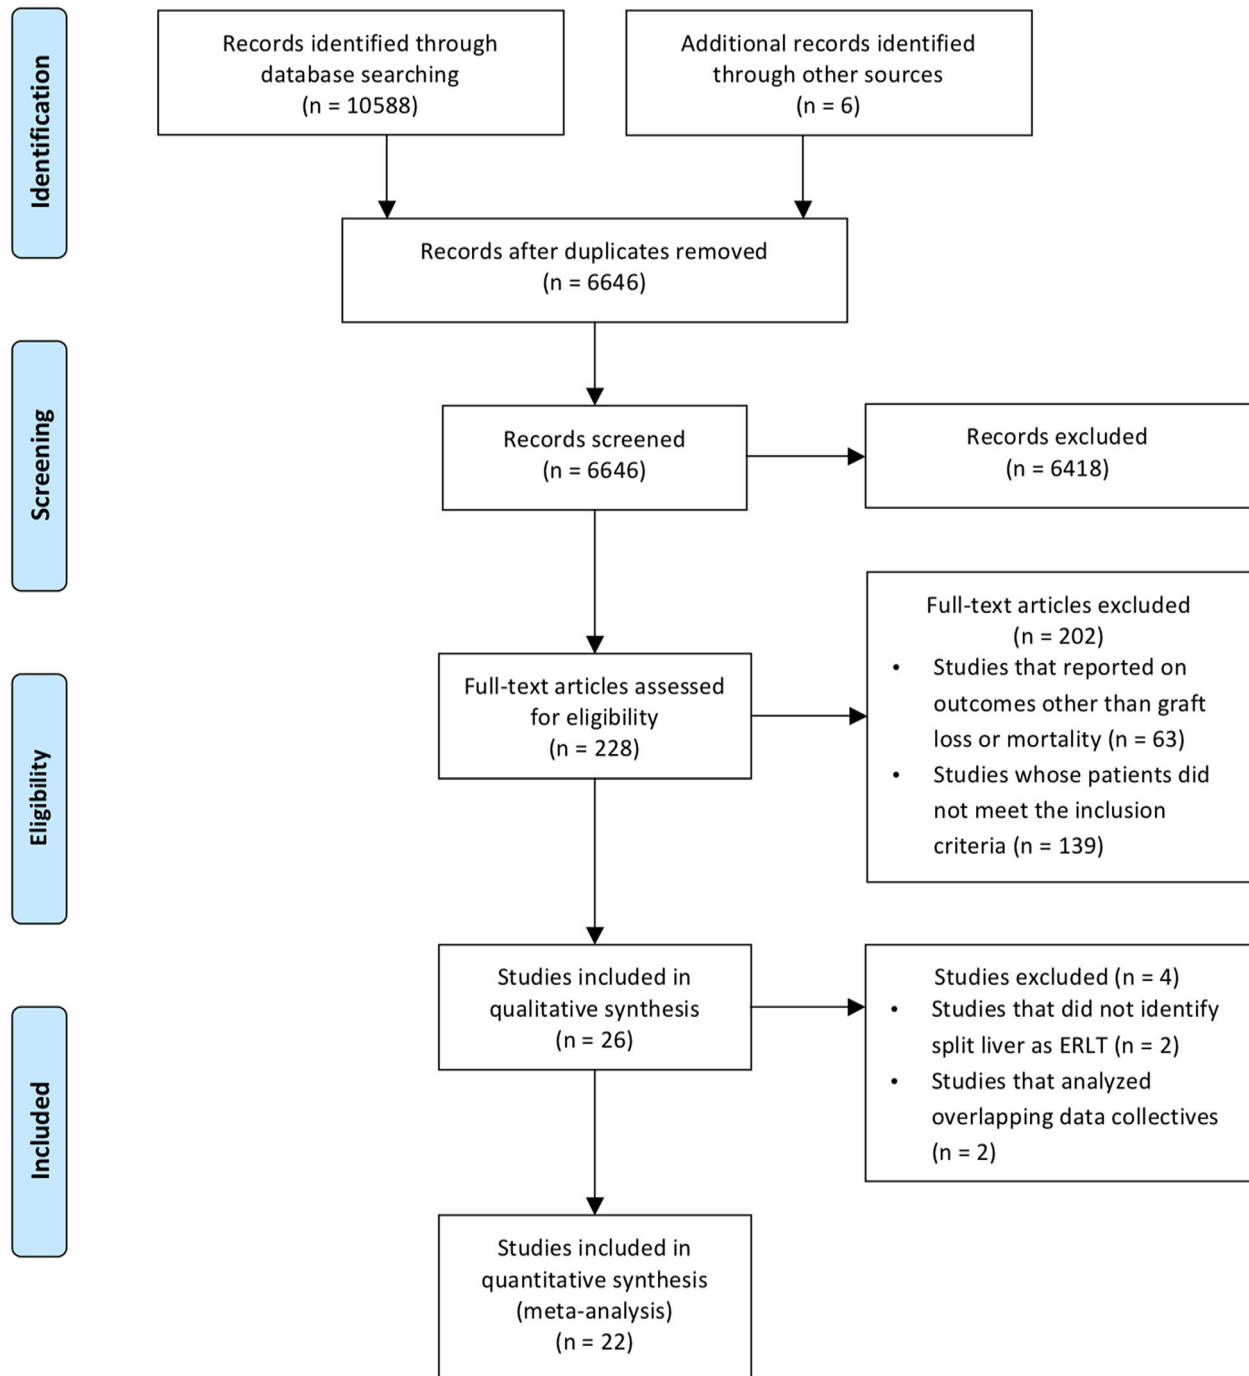 Identification
Records identified through
database searching
(n = 10588)
Additional records identified
through other sources
(n = 6)
Records after duplicates removed
(n = 6646)
Screening
Records screened
(n = 6646)
Records excluded
(n = 6418)
Eligibility
Full-text articles assessed
for eligibility
(n = 228)
Full-text articles excluded
(n = 202)
• Studies that reported on
outcomes other than graft
loss or mortality (n = 63)
• Studies whose patients did
not meet the inclusion
criteria (n = 139)
Included
Studies included in
qualitative synthesis
(n = 26)
Studies excluded (n = 4)
• Studies that did not identify
split liver as ERLT (n = 2)
• Studies that analyzed
overlapping data collectives
(n = 2)
Studies included in
quantitative synthesis
(meta-analysis)
(n = 22)